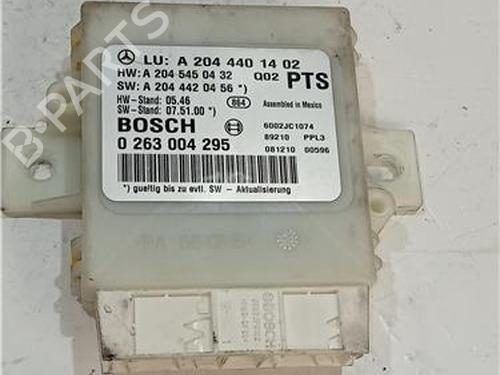 LU: A 204 440 14 02
HW: A 204 545 04 32 Q02 PTS
SW: A 204 442 04 56 *)
HW-Stand: 05.46 864 Assembled in Mexico
SW-Stand: 07.51.00 *)
BOSCH 6002JC1074
0 263 004 295 89210 PPL3
081210 00596
*) gueltig bis zu evtl. SW - Aktualisierung
B-PARTS
BOSCH